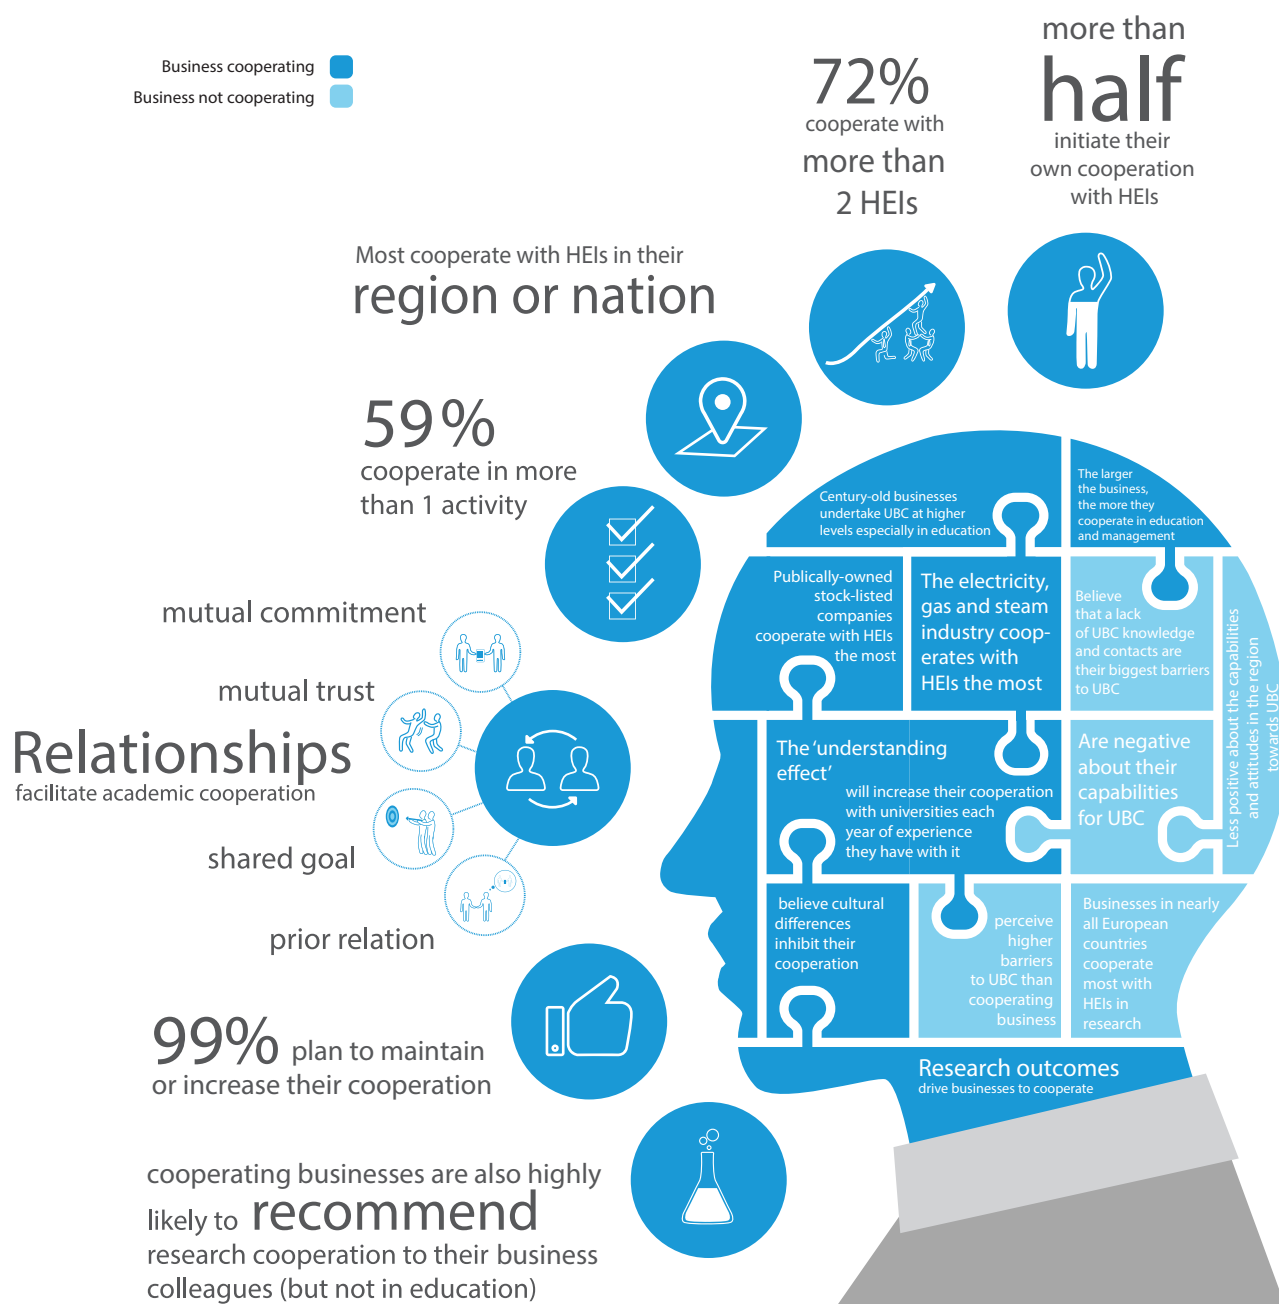 Business cooperating
Business not cooperating
72%
cooperate with
more than
2 HEIs
more than
half
initiate their
own cooperation
with HEIs
Most cooperate with HEIs in their
region or nation
59%
cooperate in more
than 1 activity
mutual commitment
mutual trust
Relationships
facilitate academic cooperation
shared goal
prior relation
99% plan to maintain
or increase their cooperation
cooperating businesses are also highly
likely to recommend
research cooperation to their business
colleagues (but not in education)
Century-old businesses
undertake UBC at higher
levels especially in education
The larger
the business,
the more they
cooperate in education
and management
Publically-owned
stock-listed
companies
cooperate with HEIs
the most
The electricity,
gas and steam
industry coop-
erates with
HEIs the most
Believe
that a lack
of UBC knowledge
and contacts are
their biggest barriers
to UBC
Less positive about the capabilities
and attitudes in the region
towards UBC
The 'understanding
effect'
will increase their cooperation
with universities each
year of experience
they have with it
Are negative
about their
capabilities
for UBC
believe cultural
differences
inhibit their
cooperation
perceive
higher
barriers
to UBC than
cooperating
business
Businesses in nearly
all European
countries
cooperate
most with
HEIs in
research
Research outcomes
drive businesses to cooperate